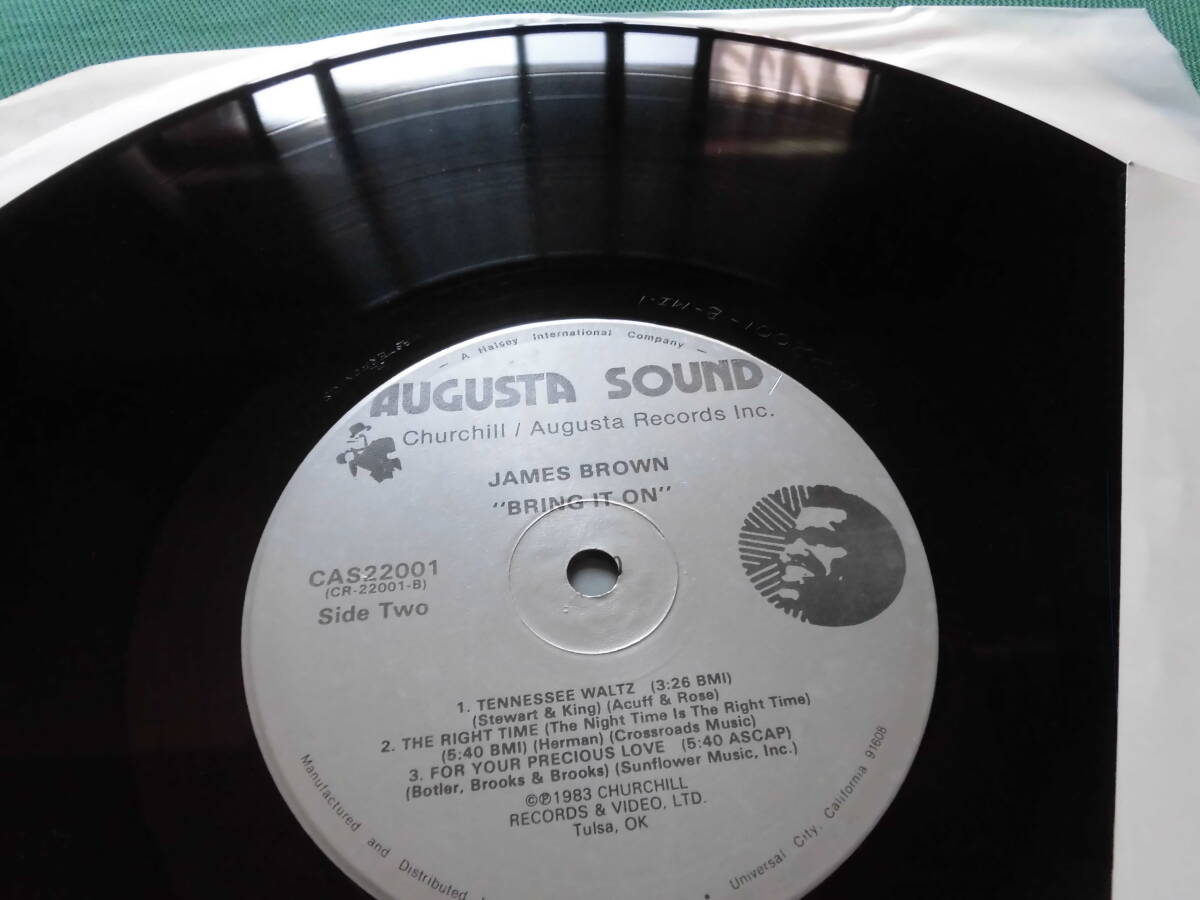 - A Halsey International Company -
AUGUSTA SOUND
Churchill / Augusta Records Inc.
JAMES BROWN
"BRING IT ON"
CAS22001
(CR-22001-B)
Side Two
1. TENNESSEE WALTZ (3:26 BMI)
(Stewart & King) (Acuff & Rose)
2. THE RIGHT TIME (The Night Time Is The Right Time)
(5:40 BMI) (Herman) (Crossroads Music)
3. FOR YOUR PRECIOUS LOVE (5:40 ASCAP)
(Botler, Brooks & Brooks) (Sunflower Music, Inc.)
©℗1983 CHURCHILL
RECORDS & VIDEO, LTD.
Tulsa, OK
Manufactured and Distributed
• Universal City, California 91608